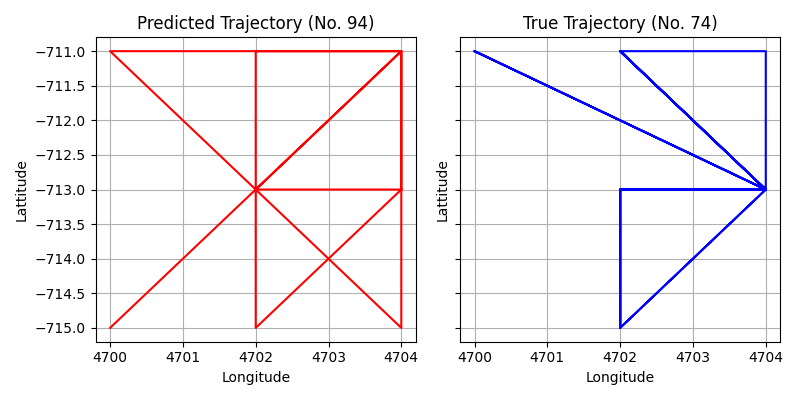 Predicted Trajectory (No. 94)
−711.0
−711.5
−712.0
−712.5
−713.0
−713.5
−714.0
−714.5
−715.0
Lattitude
4700 4701 4702 4703 4704
Longitude
True Trajectory (No. 74)
Lattitude
4700 4701 4702 4703 4704
Longitude